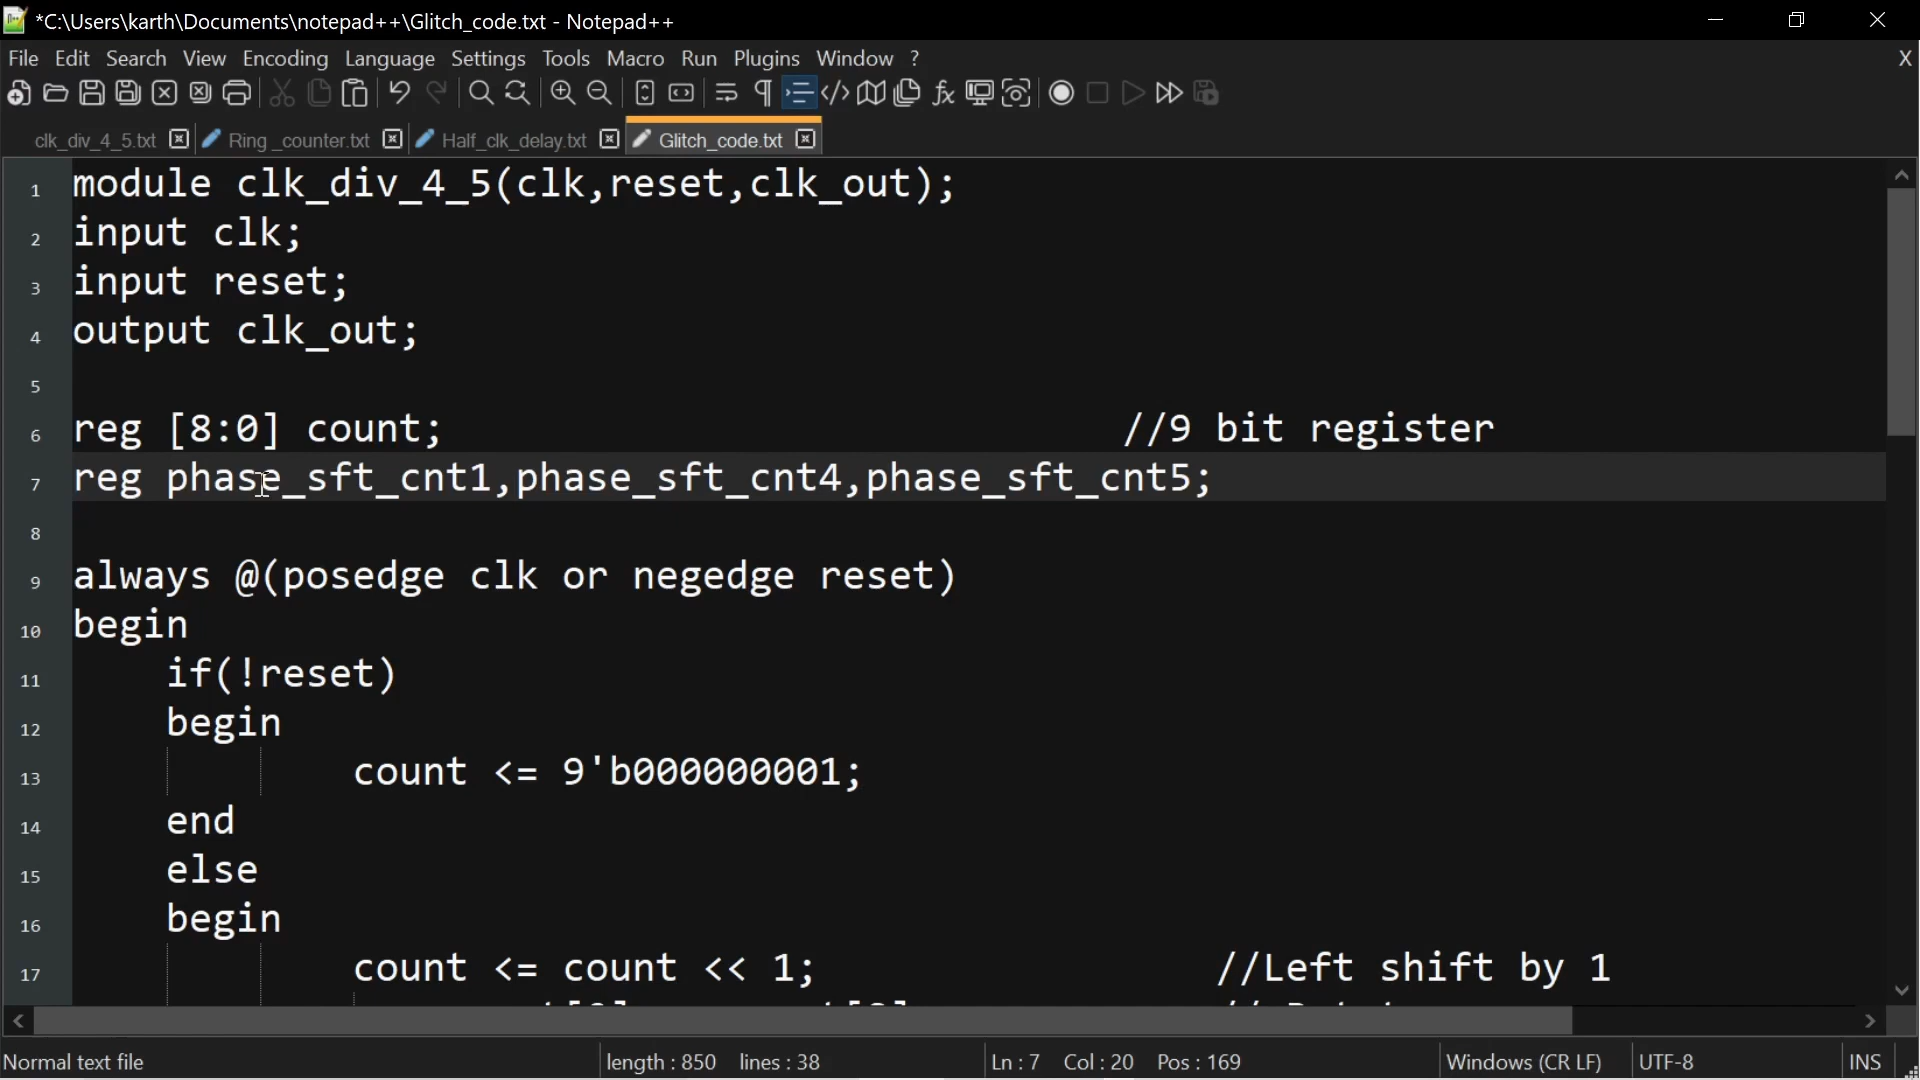 *C:\Users\karth\Documents\notepad++\Glitch_code.txt - Notepad++
File Edit Search View Encoding Language Settings Tools Macro Run Plugins Window ? X
clk_div_4_5.txt Ring _counter.txt Half_clk_delay.txt Glitch_code.txt
1 module clk_div_4_5(clk,reset,clk_out);
2 input clk;
3 input reset;
4 output clk_out;
5
6 reg [8:0] count; //9 bit register
7 reg phase_sft_cnt1,phase_sft_cnt4,phase_sft_cnt5;
8
9 always @(posedge clk or negedge reset)
10 begin
11 if(!reset)
12 begin
13 count <= 9'b000000001;
14 end
15 else
16 begin
17 count <= count << 1; //Left shift by 1
Normal text file length : 850 lines : 38 Ln : 7 Col : 20 Pos : 169 Windows (CR LF) UTF-8 INS